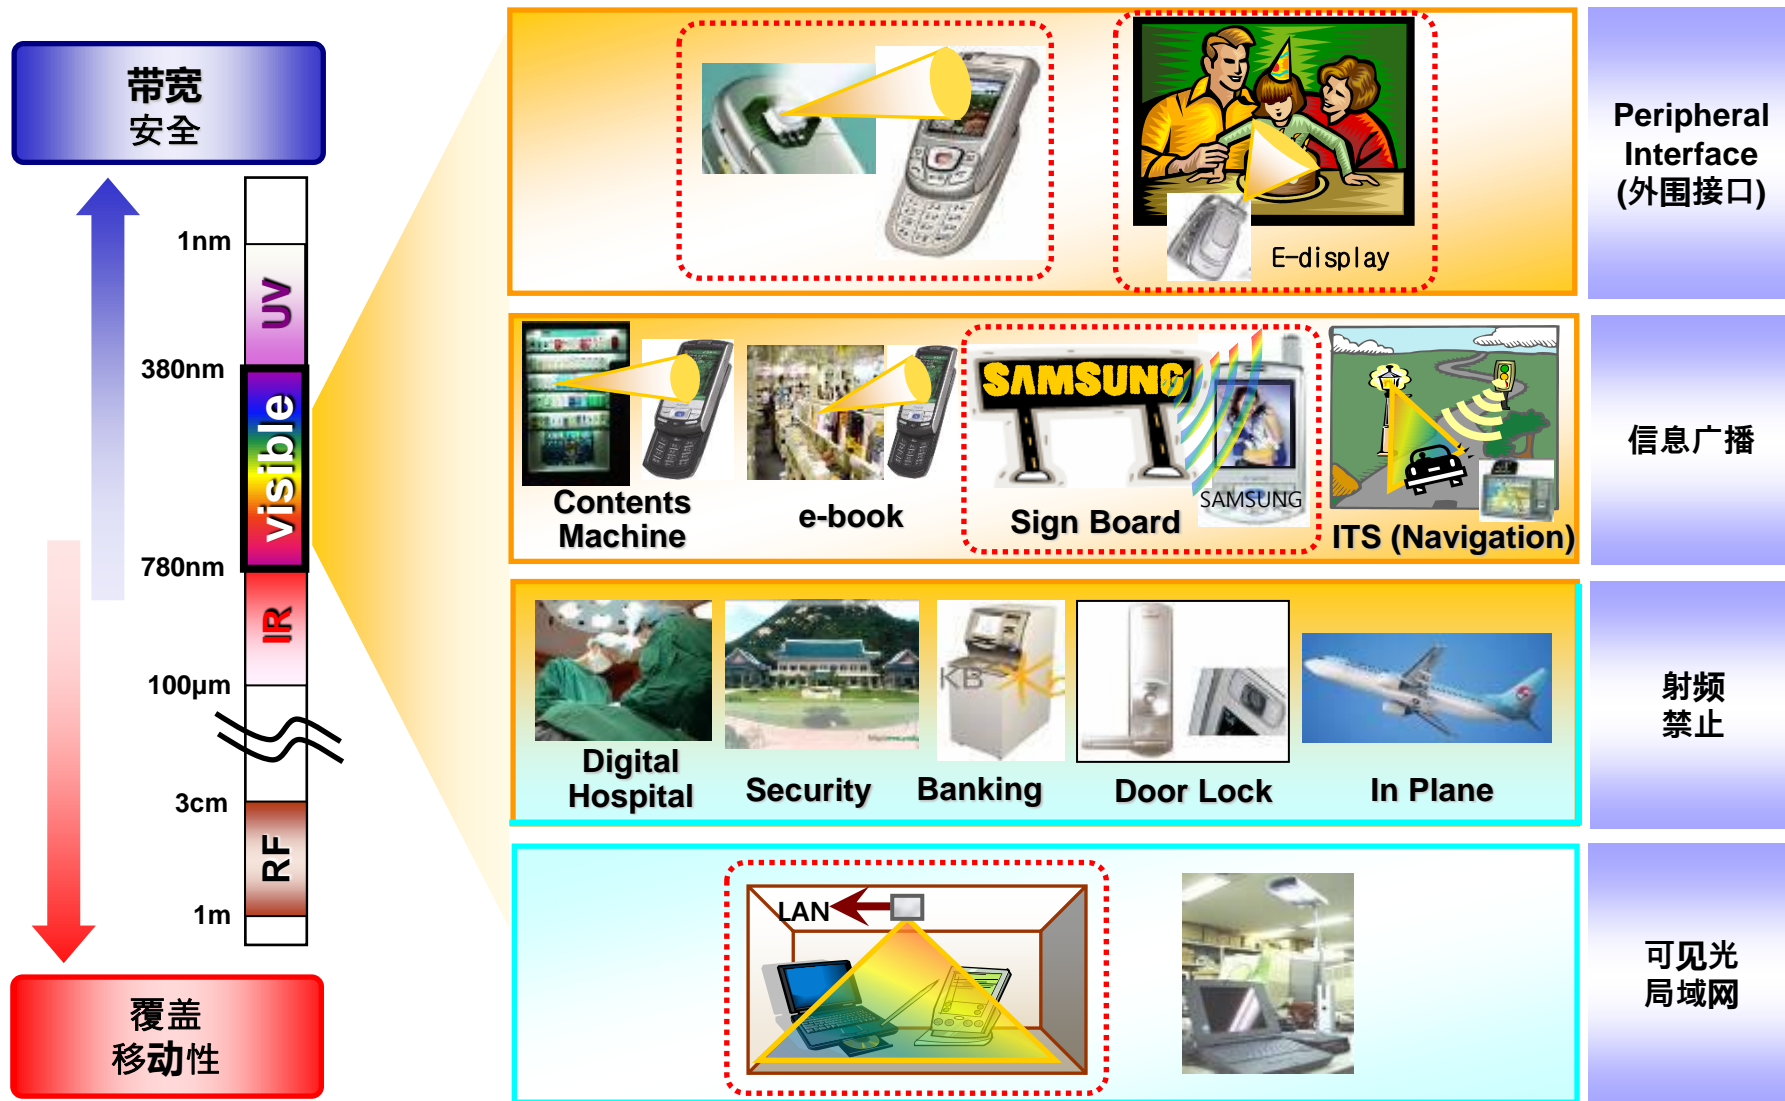 带宽
安全
1nm
UV
380nm
visible
780nm
IR
100μm
3cm
RF
1m
覆盖
移动性
E-display
Peripheral
Interface
(外围接口)
SAMSUNG
SAMSUNG
Contents
Machine
e-book
Sign Board
ITS (Navigation)
信息广播
KB
Digital
Hospital
Security
Banking
Door Lock
In Plane
射频
禁止
LAN
可见光
局域网